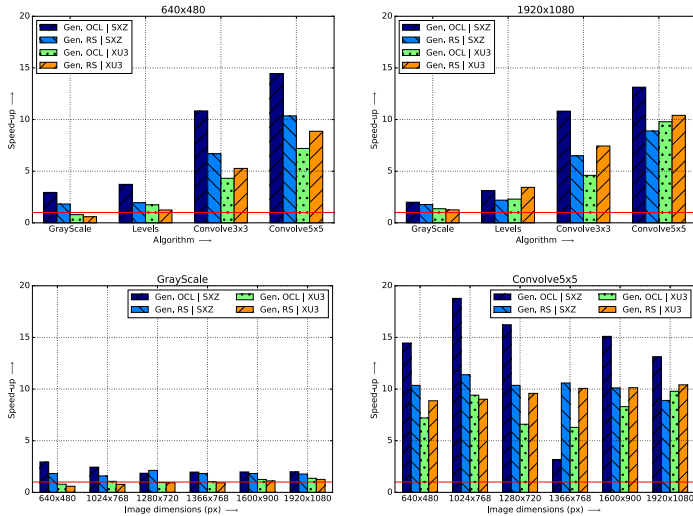 640x480
Gen. OCL | SXZ
Gen. RS | SXZ
Gen. OCL | XU3
Gen. RS | XU3
20
15
10
5
0
Speed-up →
GrayScale Levels Convolve3x3 Convolve5x5
Algorithm →
1920x1080
Gen. OCL | SXZ
Gen. RS | SXZ
Gen. OCL | XU3
Gen. RS | XU3
20
15
10
5
0
Speed-up →
GrayScale Levels Convolve3x3 Convolve5x5
Algorithm →
GrayScale
Gen. OCL | SXZ Gen. OCL | XU3
Gen. RS | SXZ Gen. RS | XU3
20
15
10
5
0
Speed-up →
640x480 1024x768 1280x720 1366x768 1600x900 1920x1080
Image dimensions (px) →
Convolve5x5
Gen. OCL | SXZ Gen. OCL | XU3
Gen. RS | SXZ Gen. RS | XU3
20
15
10
5
0
Speed-up →
640x480 1024x768 1280x720 1366x768 1600x900 1920x1080
Image dimensions (px) →